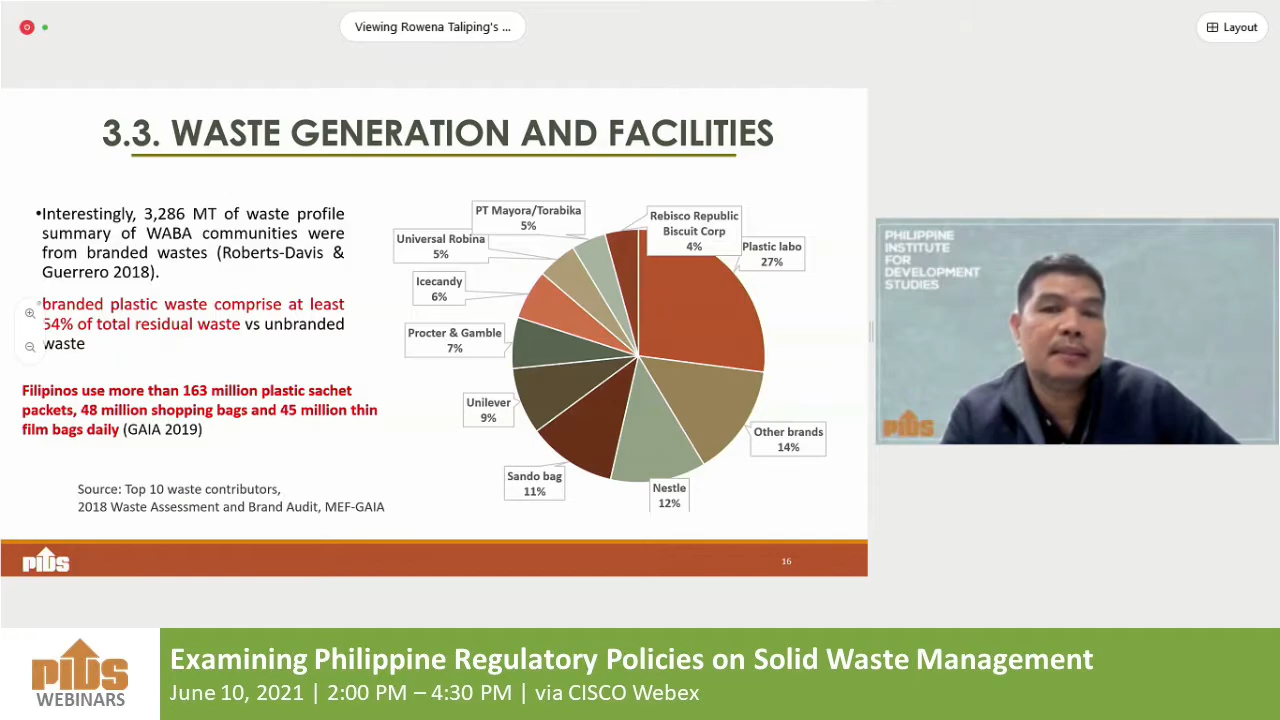 Viewing Rowena Taliping's ...
Layout
3.3. WASTE GENERATION AND FACILITIES
•Interestingly, 3,286 MT of waste profile
summary of WABA communities were
from branded wastes (Roberts-Davis &
Guerrero 2018).
•branded plastic waste comprise at least
54% of total residual waste vs unbranded
waste
Filipinos use more than 163 million plastic sachet
packets, 48 million shopping bags and 45 million thin
film bags daily (GAIA 2019)
Source: Top 10 waste contributors,
2018 Waste Assessment and Brand Audit, MEF-GAIA
PT Mayora/Torabika
5%
Rebisco Republic
Biscuit Corp
4%
Universal Robina
5%
Plastic labo
27%
Icecandy
6%
Procter & Gamble
7%
Unilever
9%
Other brands
14%
Sando bag
11%
Nestle
12%
PIDS
16
PHILIPPINE
INSTITUTE
FOR
DEVELOPMENT
STUDIES
PIDS
PIDS
WEBINARS
Examining Philippine Regulatory Policies on Solid Waste Management
June 10, 2021 | 2:00 PM – 4:30 PM | via CISCO Webex